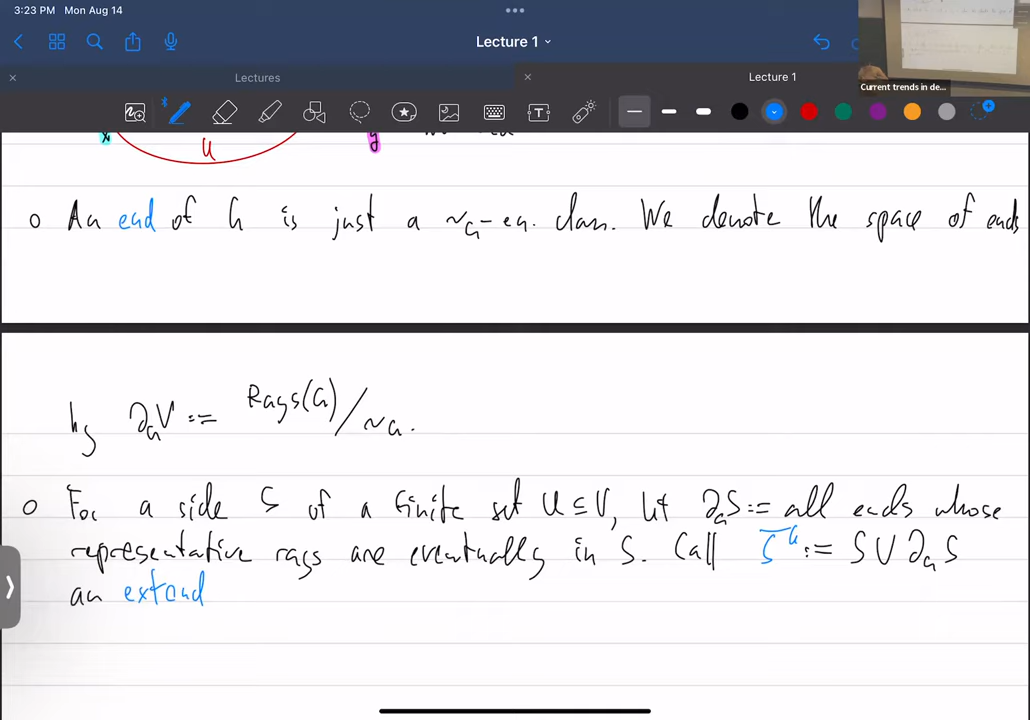 3:23 PM Mon Aug 14
Lecture 1
Lectures
Lecture 1
Current trends in de...
x
U
y
○ An end of G is just a ~G-eq. class. We denote the space of ends
by ∂GV := Rays(G)/~G.
○ For a side S of a finite set U ⊆ V, let ∂GS := all ends whose
representative rays are eventually in S. Call S̅ᴳ := S ∪ ∂GS
an extend